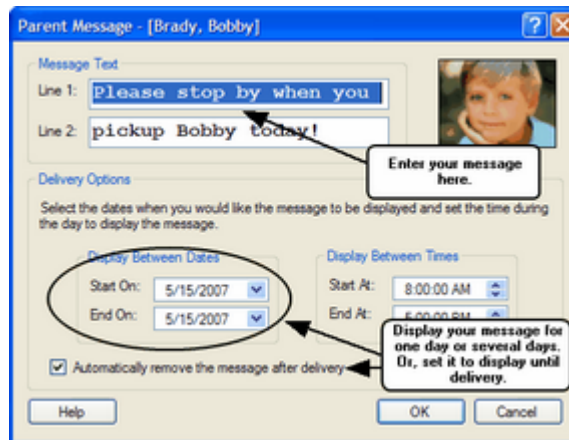 Parent Message - [Brady, Bobby]
Message Text
Line 1: Please stop by when you
Line 2: pickup Bobby today!
Enter your message
here.
Delivery Options
Select the dates when you would like the message to be displayed and set the time during
the day to display the message.
Display Between Dates
Start On: 5/15/2007
End On: 5/15/2007
Display Between Times
Start At: 8:00:00 AM
End At: 5:00:00 PM
Display your message for
one day or several days.
Or, set it to display until
delivery.
Automatically remove the message after delivery
Help
OK
Cancel